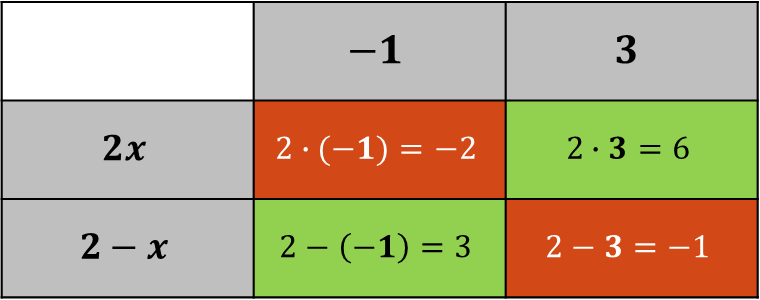 −1 3
2x 2 · (−1) = −2 2 · 3 = 6
2 − x 2 − (−1) = 3 2 − 3 = −1